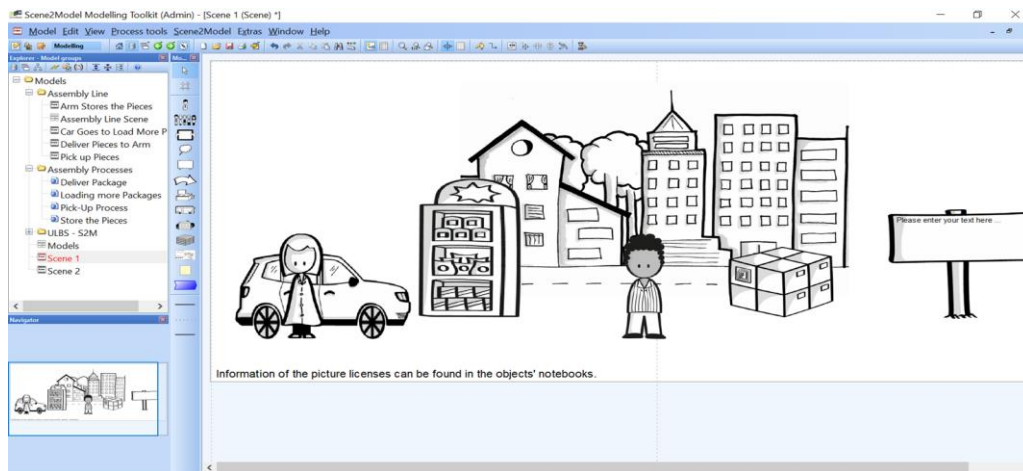 Scene2Model Modelling Toolkit (Admin) - [Scene 1 (Scene) *]
Model Edit View Process tools Scene2Model Extras Window Help
Modelling
Explorer - Model groups
Mo...
Models
Assembly Line
Arm Stores the Pieces
Assembly Line Scene
Car Goes to Load More P
Deliver Pieces to Arm
Pick up Pieces
Assembly Processes
Deliver Package
Loading more Packages
Pick-Up Process
Store the Pieces
ULBS - S2M
Models
Scene 1
Scene 2
Navigator
Please enter your text here ...
Information of the picture licenses can be found in the objects' notebooks.